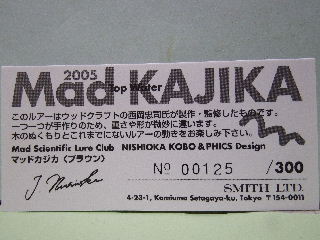 2005
Mad KAJIKA
Top Water
このルアーはウッドクラフトの西岡忠司氏が製作・監修したものです。
一つ一つが手作りのため、重さや形が微妙に違います。
木のぬくもりとこれまでにないルアーの動きをお楽しみ下さい。
Mad Scientific Lure Club NISHIOKA KOBO & PHICS Design
マッドカジカ〈ブラウン〉
№ 00125 /300
SMITH LTD.
4-23-1, Kamiuma Setagaya-ku, Tokyo 〒154-0011